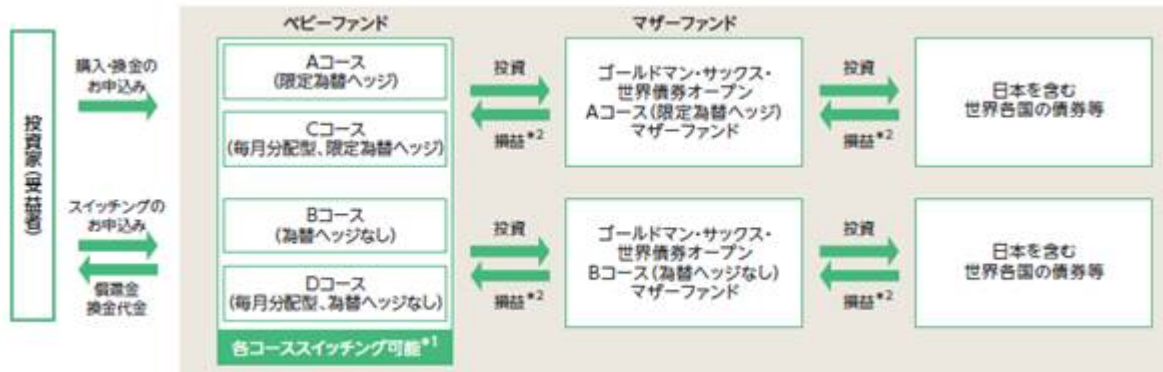 ベビーファンド
マザーファンド
投資家(受益者)
購入・換金の
お申込み
スイッチングの
お申込み
償還金
換金代金
Aコース
(限定為替ヘッジ)
Cコース
(毎月分配型、限定為替ヘッジ)
Bコース
(為替ヘッジなし)
Dコース
(毎月分配型、為替ヘッジなし)
各コーススイッチング可能*1
投資
損益*2
ゴールドマン・サックス・
世界債券オープン
Aコース(限定為替ヘッジ)
マザーファンド
投資
損益*2
日本を含む
世界各国の債券等
投資
損益*2
ゴールドマン・サックス・
世界債券オープン
Bコース(為替ヘッジなし)
マザーファンド
投資
損益*2
日本を含む
世界各国の債券等